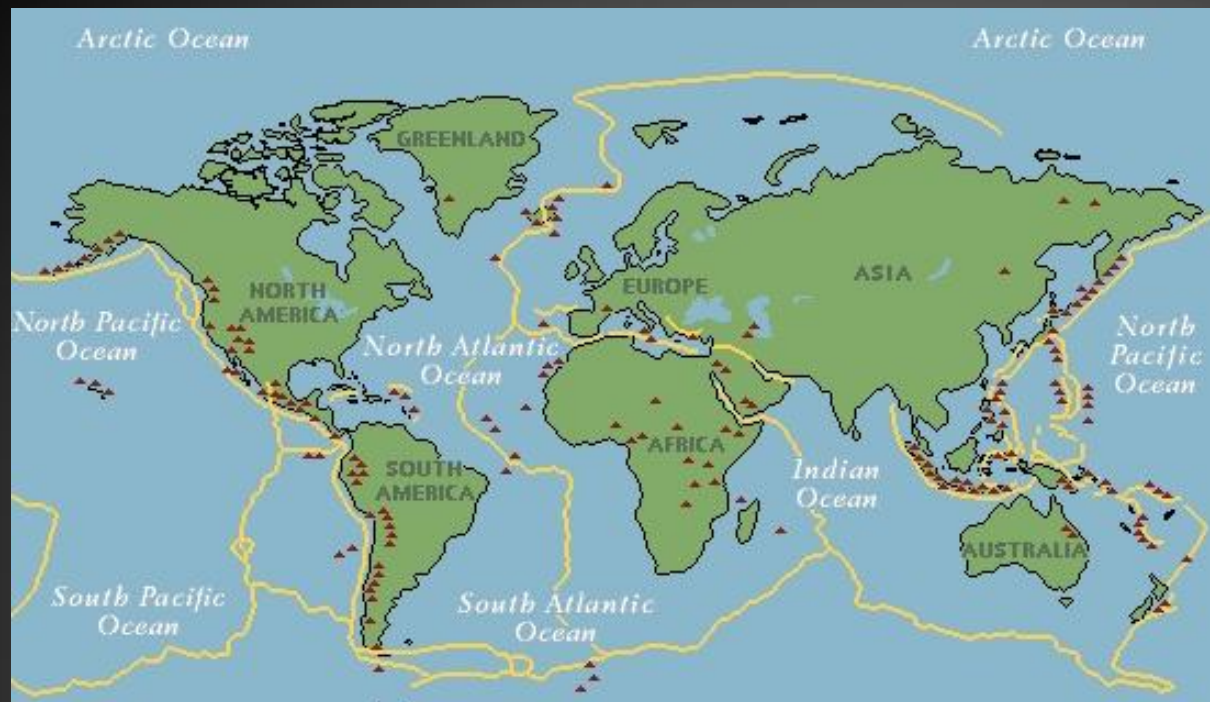 Arctic Ocean
Arctic Ocean
GREENLAND
NORTH
AMERICA
EUROPE
ASIA
North Pacific
Ocean
North Atlantic
Ocean
North
Pacific
Ocean
AFRICA
SOUTH
AMERICA
Indian
Ocean
AUSTRALIA
South Pacific
Ocean
South Atlantic
Ocean